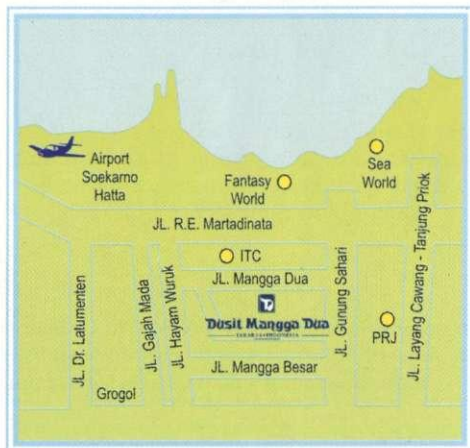 Airport
Soekarno
Hatta
Fantasy
World
Sea
World
JL. R.E. Martadinata
ITC
JL. Mangga Dua
Dusit Mangga Dua
JL. Dr. Latumenten
JL. Gajah Mada
JL. Hayam Wuruk
JL. Gunung Sahari
JL. Layang Cawang - Tanjung Priok
PRJ
JL. Mangga Besar
Grogol